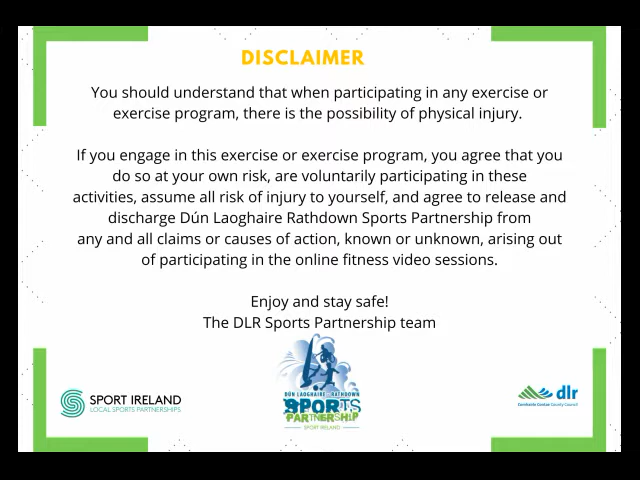 DISCLAIMER
You should understand that when participating in any exercise or
exercise program, there is the possibility of physical injury.
If you engage in this exercise or exercise program, you agree that you
do so at your own risk, are voluntarily participating in these
activities, assume all risk of injury to yourself, and agree to release and
discharge Dún Laoghaire Rathdown Sports Partnership from
any and all claims or causes of action, known or unknown, arising out
of participating in the online fitness video sessions.
Enjoy and stay safe!
The DLR Sports Partnership team
SPORT IRELAND
LOCAL SPORTS PARTNERSHIPS
DÚN LAOGHAIRE - RATHDOWN
SPORTS
PARTNERSHIP
SPORT IRELAND
dlr
County Council